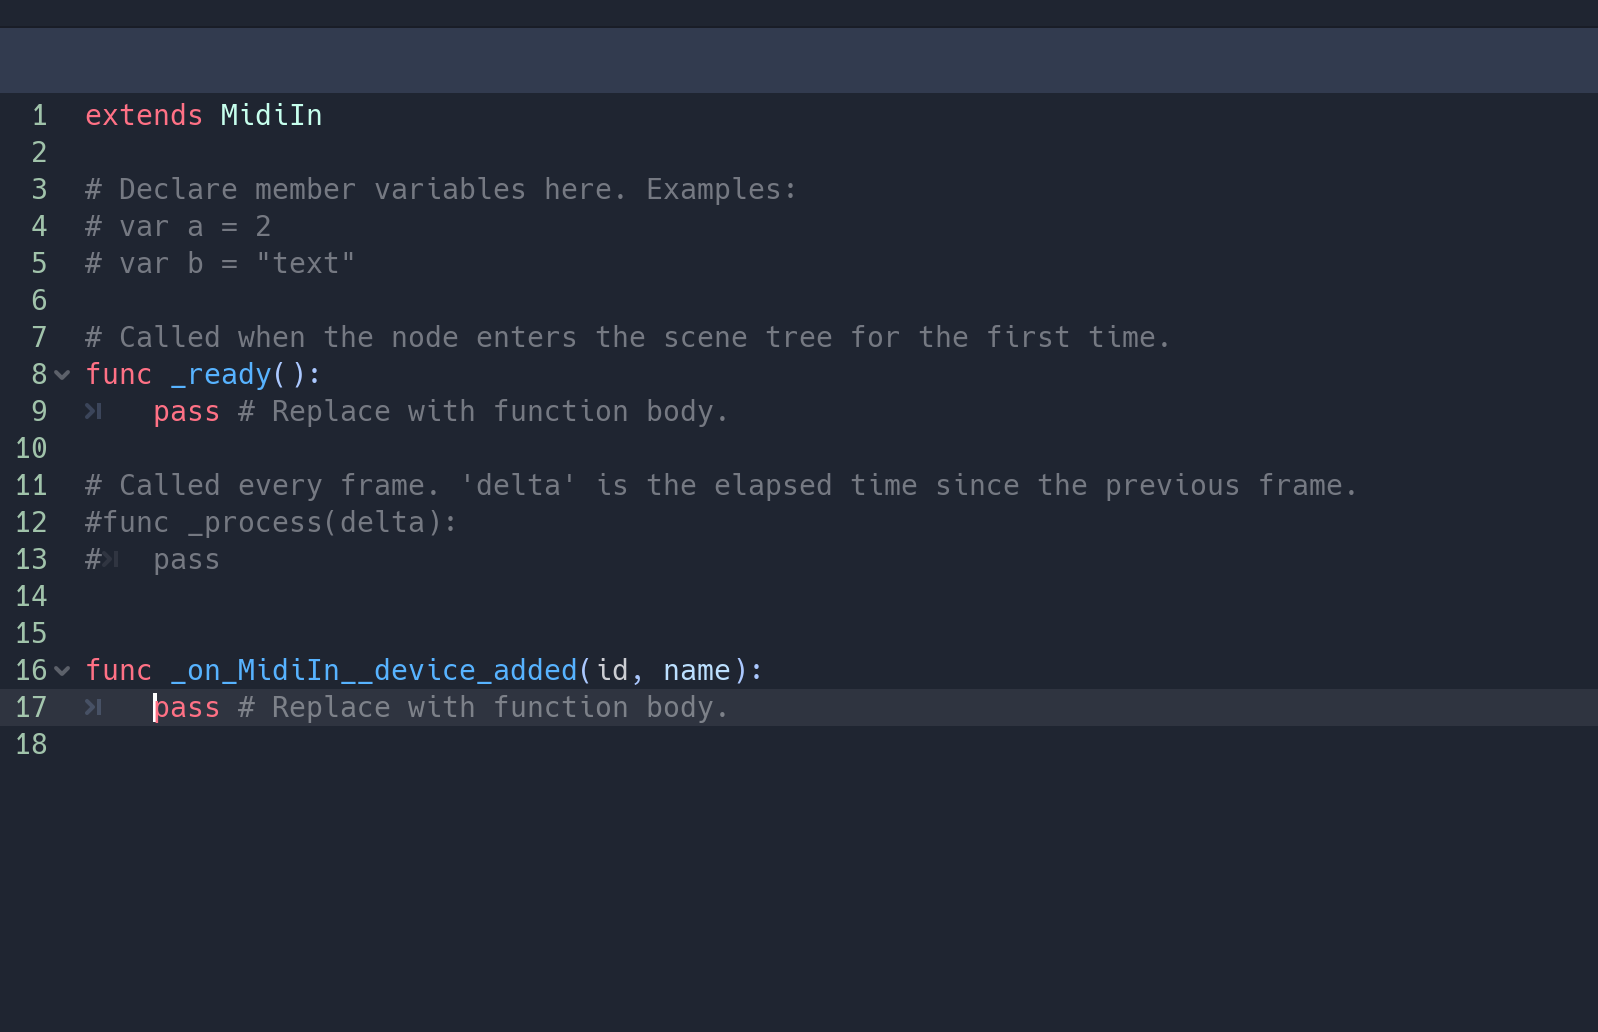 1 extends MidiIn
2
3 # Declare member variables here. Examples:
4 # var a = 2
5 # var b = "text"
6
7 # Called when the node enters the scene tree for the first time.
8 func _ready():
9 pass # Replace with function body.
10
11 # Called every frame. 'delta' is the elapsed time since the previous frame.
12 #func _process(delta):
13 # pass
14
15
16 func _on_MidiIn__device_added(id, name):
17 pass # Replace with function body.
18